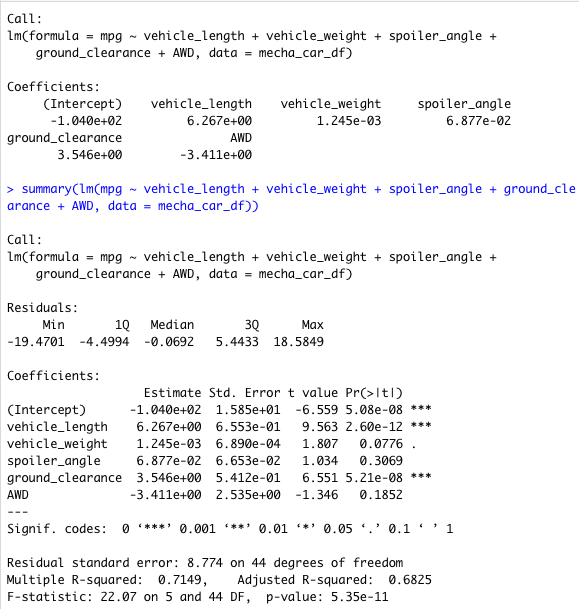 Call:
lm(formula = mpg ~ vehicle_length + vehicle_weight + spoiler_angle +
    ground_clearance + AWD, data = mecha_car_df)

Coefficients:
     (Intercept)    vehicle_length    vehicle_weight     spoiler_angle
      -1.040e+02         6.267e+00         1.245e-03         6.877e-02
ground_clearance               AWD
       3.546e+00        -3.411e+00

> summary(lm(mpg ~ vehicle_length + vehicle_weight + spoiler_angle + ground_cle
arance + AWD, data = mecha_car_df))

Call:
lm(formula = mpg ~ vehicle_length + vehicle_weight + spoiler_angle +
    ground_clearance + AWD, data = mecha_car_df)

Residuals:
     Min       1Q   Median       3Q      Max
-19.4701  -4.4994  -0.0692   5.4433  18.5849

Coefficients:
                   Estimate Std. Error t value Pr(>|t|)
(Intercept)      -1.040e+02  1.585e+01  -6.559 5.08e-08 ***
vehicle_length    6.267e+00  6.553e-01   9.563 2.60e-12 ***
vehicle_weight    1.245e-03  6.890e-04   1.807   0.0776 .
spoiler_angle     6.877e-02  6.653e-02   1.034   0.3069
ground_clearance  3.546e+00  5.412e-01   6.551 5.21e-08 ***
AWD              -3.411e+00  2.535e+00  -1.346   0.1852
---
Signif. codes:  0 ‘***’ 0.001 ‘**’ 0.01 ‘*’ 0.05 ‘.’ 0.1 ‘ ’ 1

Residual standard error: 8.774 on 44 degrees of freedom
Multiple R-squared:  0.7149,    Adjusted R-squared:  0.6825
F-statistic: 22.07 on 5 and 44 DF,  p-value: 5.35e-11